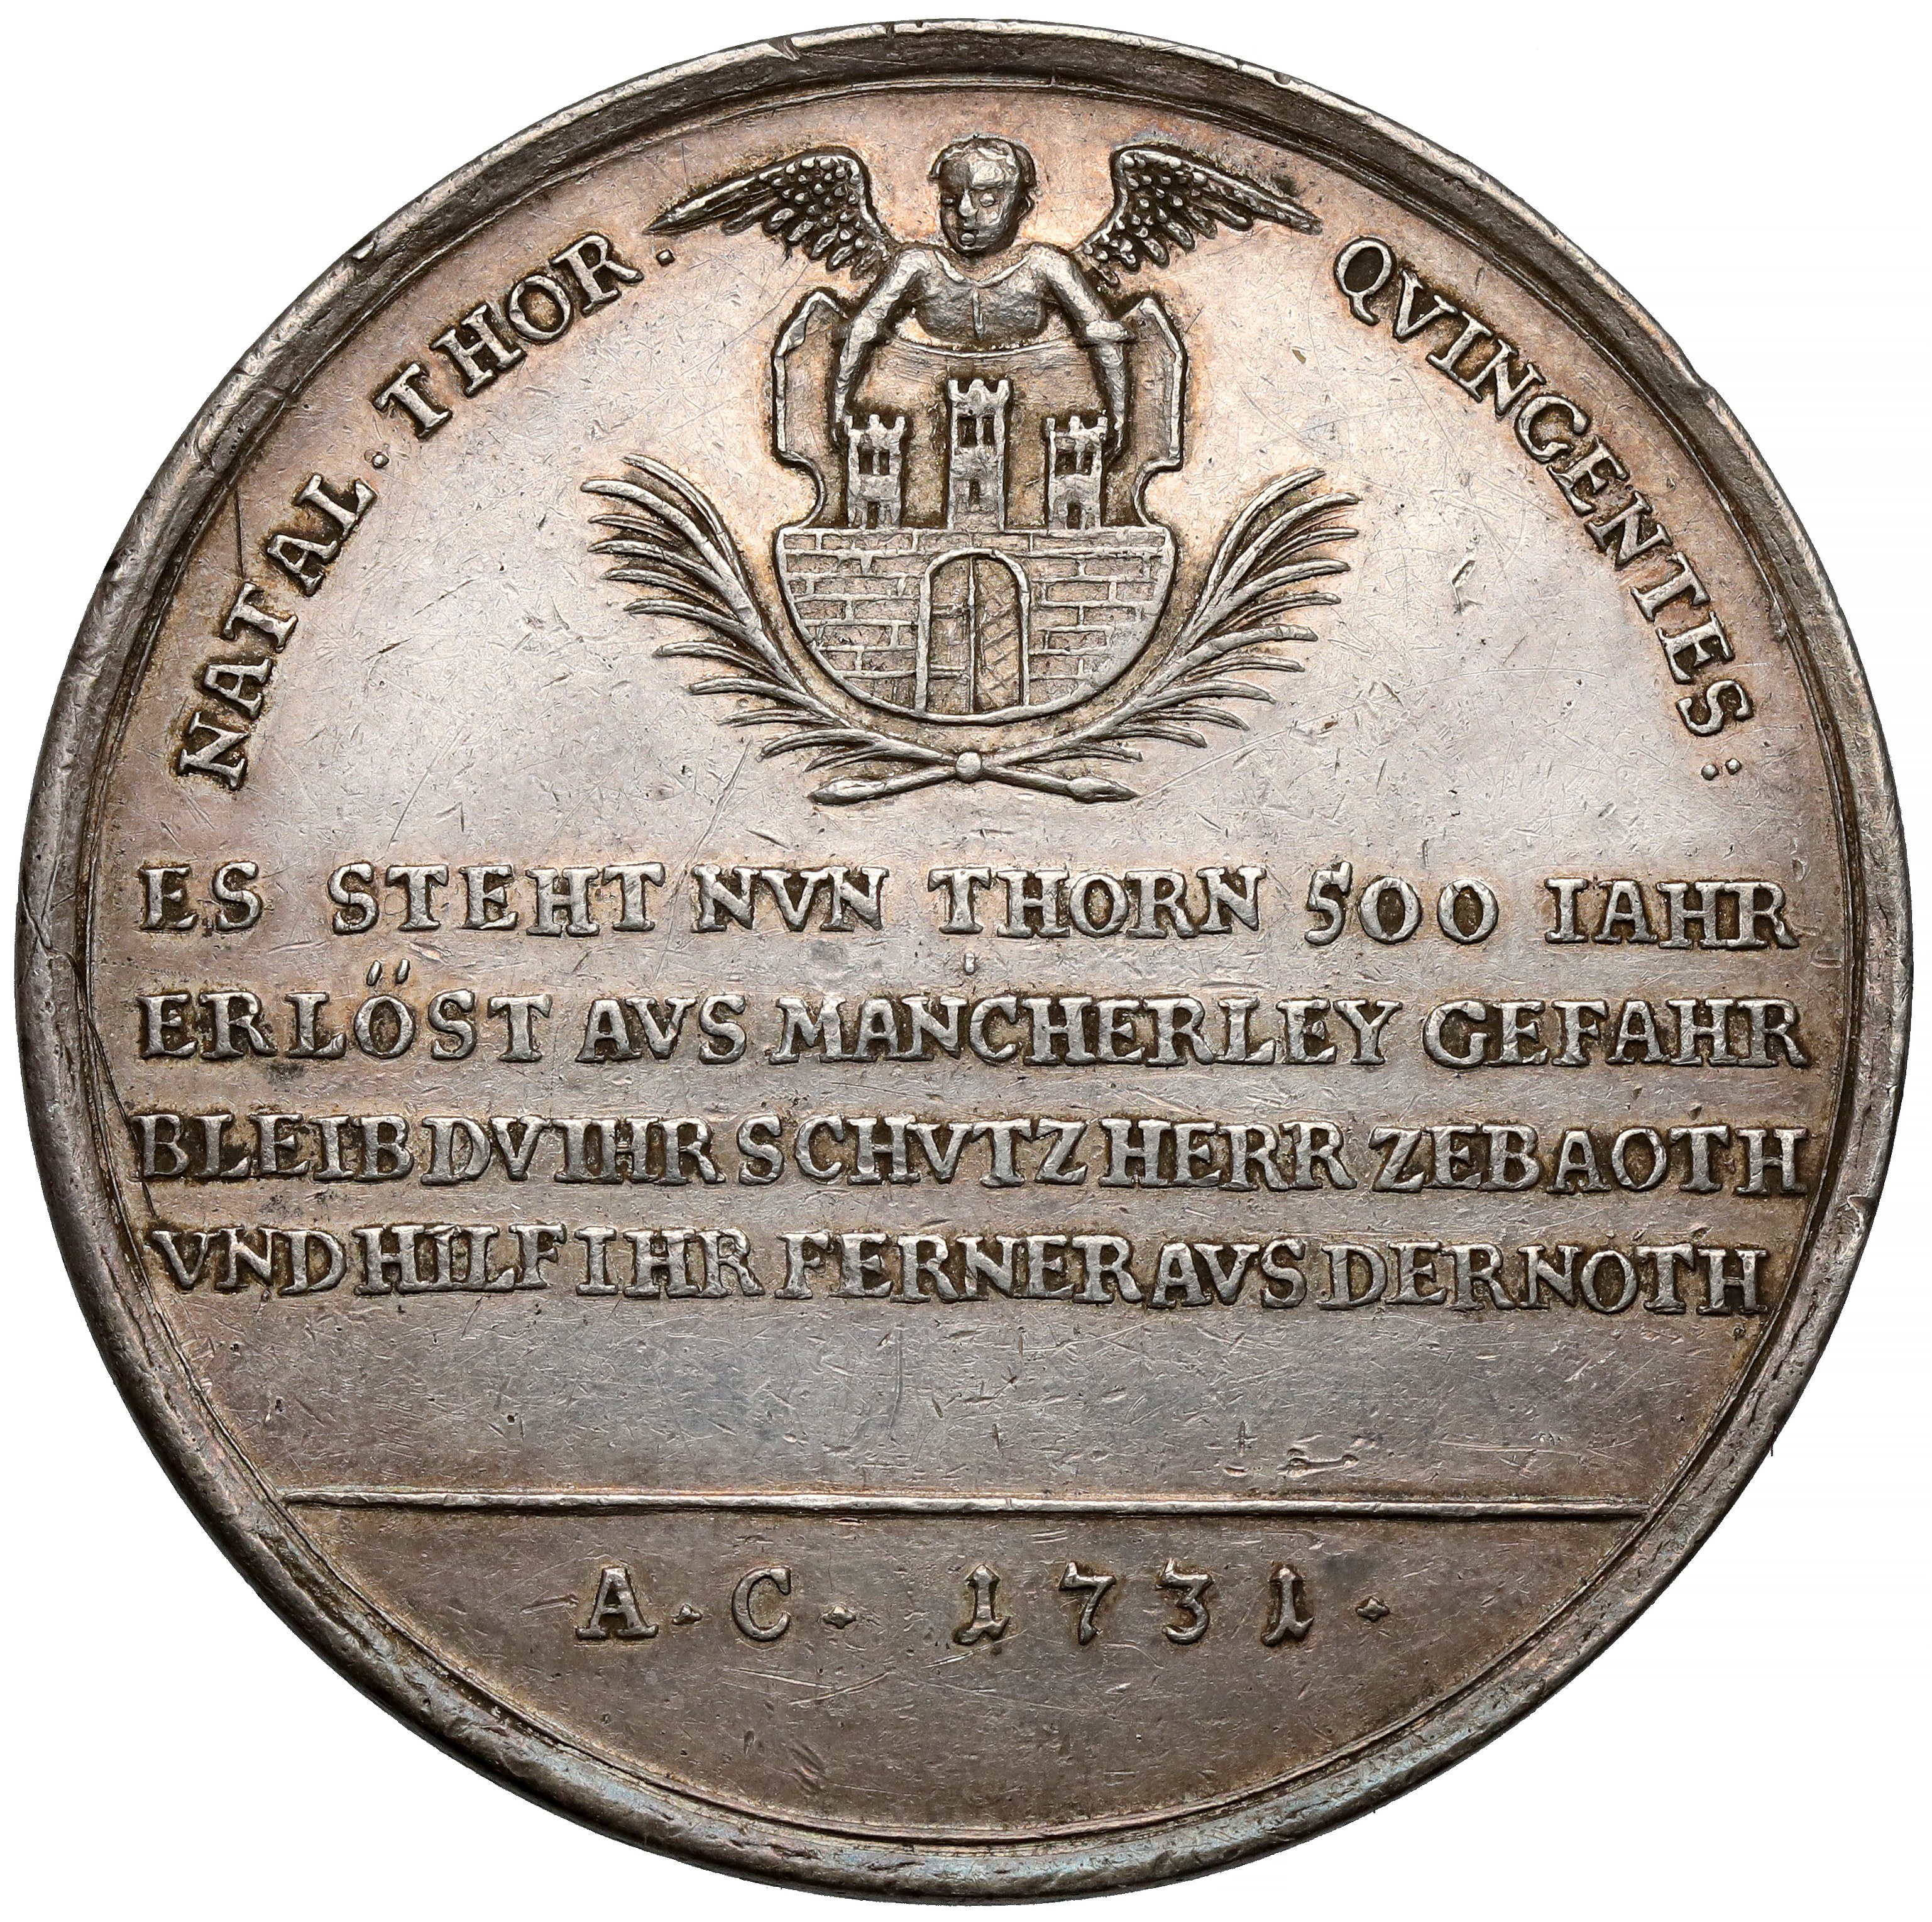 NATAL . THOR . QVINGENTES :
ES STEHT NVN THORN 500 IAHR
ERLÖST AVS MANCHERLEY GEFAHR
BLEIB DV IHR SCHVTZ HERR ZEBAOTH
VND HILF IHR FERNER AVS DER NOTH
A . C . 1731 .